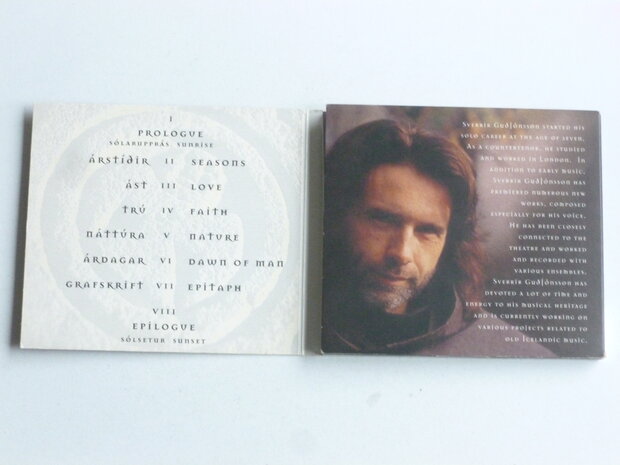 I
PROLOGUE
SÓLARUPPRÁS SUNRISE
ÁRSTÍÐIR II SEASONS
ÁST III LOVE
TRÚ IV FAITH
NÁTTÚRA V NATURE
ÁRDAGAR VI DAWN OF MAN
GRAFSKRIFT VII EPITAPH
VIII
EPILOGUE
SÓLSETUR SUNSET
SVERRIR GUÐJÓNSSON STARTED HIS
SOLO CAREER AT THE AGE OF SEVEN.
AS A COUNTERTENOR, HE STUDIED
AND WORKED IN LONDON. IN
ADDITION TO EARLY MUSIC,
SVERRIR GUÐJÓNSSON HAS
PREMIERED NUMEROUS NEW
WORKS, COMPOSED
ESPECIALLY FOR HIS VOICE.
HE HAS BEEN CLOSELY
CONNECTED TO THE
THEATRE AND WORKED
AND RECORDED WITH
VARIOUS ENSEMBLES.
SVERRIR GUÐJÓNSSON HAS
DEVOTED A LOT OF TIME AND
ENERGY TO HIS MUSICAL HERITAGE
AND IS CURRENTLY WORKING ON
VARIOUS PROJECTS RELATED TO
OLD ICELANDIC MUSIC.